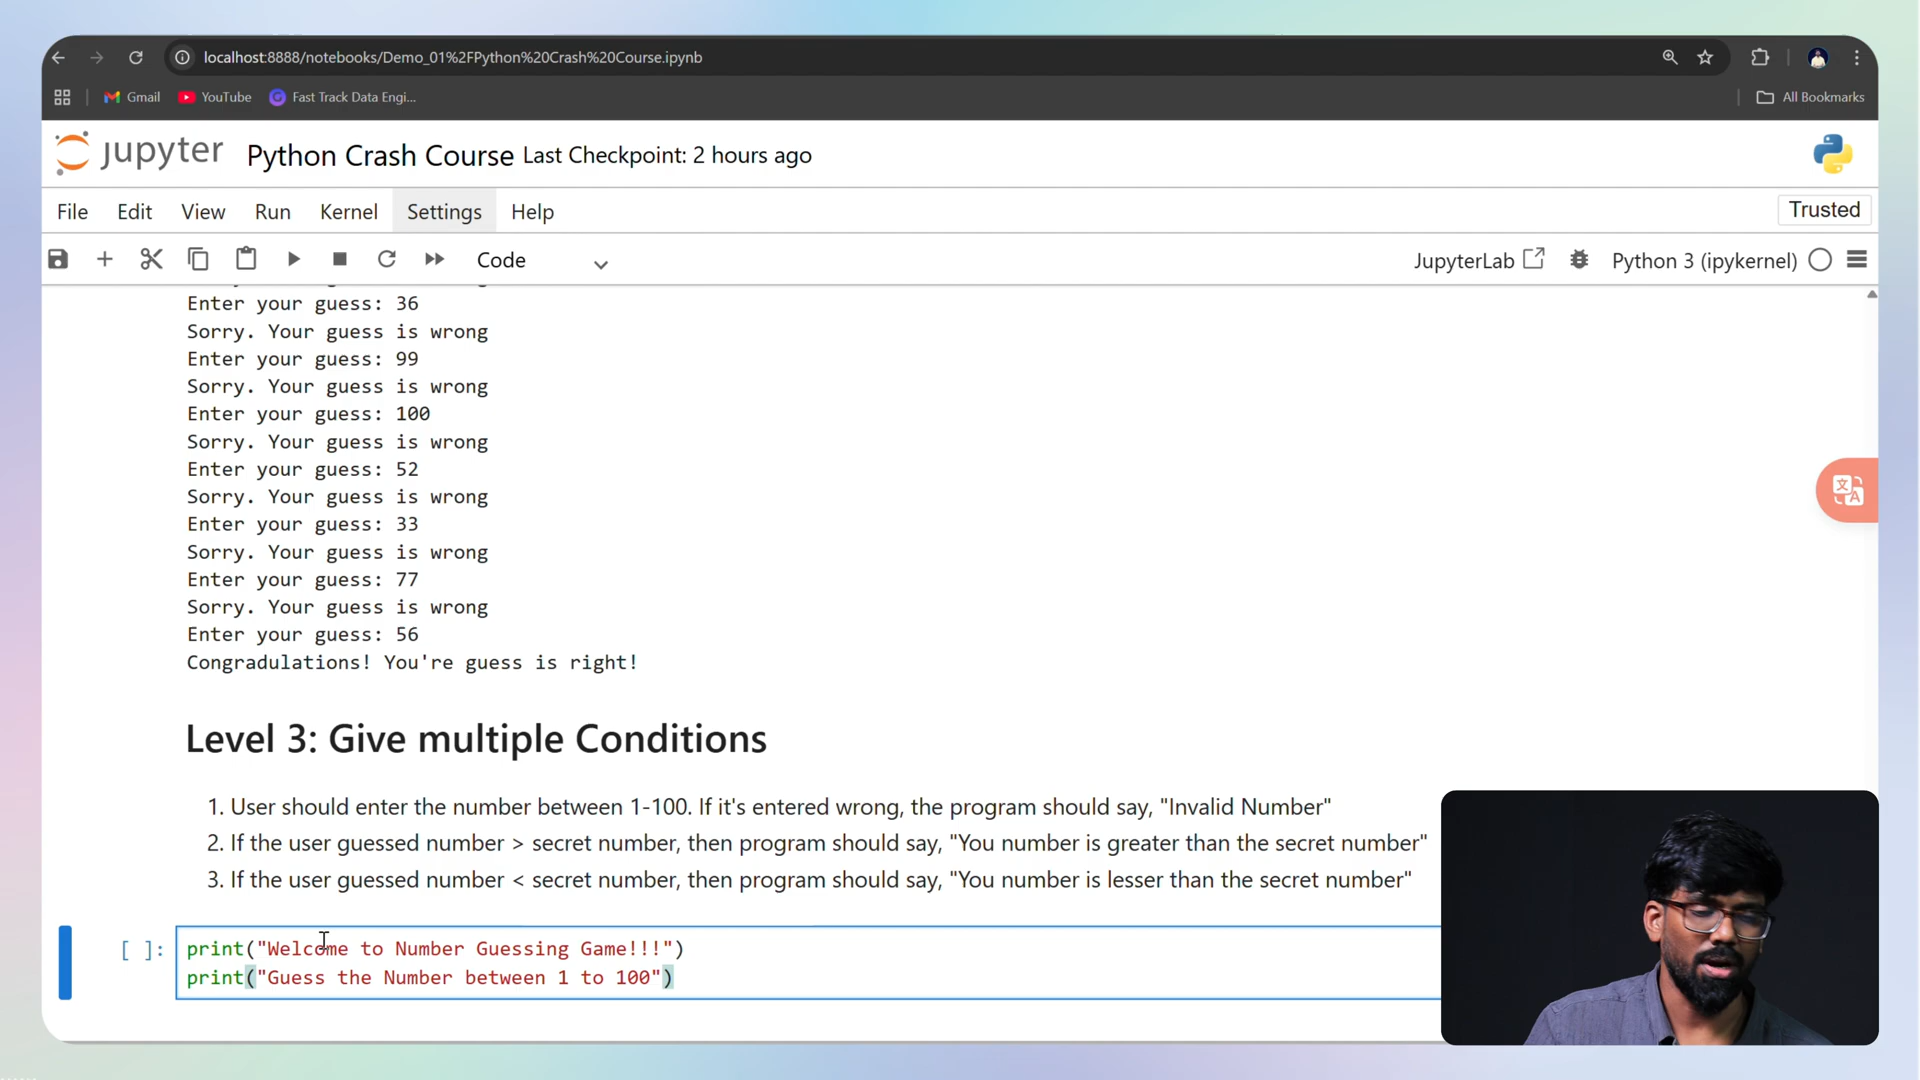 localhost:8888/notebooks/Demo_01%2FPython%20Crash%20Course.ipynb
Gmail YouTube Fast Track Data Engi... All Bookmarks
jupyter Python Crash Course Last Checkpoint: 2 hours ago
File Edit View Run Kernel Settings Help Trusted
Code JupyterLab Python 3 (ipykernel)
Enter your guess: 36
Sorry. Your guess is wrong
Enter your guess: 99
Sorry. Your guess is wrong
Enter your guess: 100
Sorry. Your guess is wrong
Enter your guess: 52
Sorry. Your guess is wrong
Enter your guess: 33
Sorry. Your guess is wrong
Enter your guess: 77
Sorry. Your guess is wrong
Enter your guess: 56
Congradulations! You're guess is right!
Level 3: Give multiple Conditions
1. User should enter the number between 1-100. If it's entered wrong, the program should say, "Invalid Number"
2. If the user guessed number > secret number, then program should say, "You number is greater than the secret number"
3. If the user guessed number < secret number, then program should say, "You number is lesser than the secret number"
[ ]: print("Welcome to Number Guessing Game!!!")
print("Guess the Number between 1 to 100")